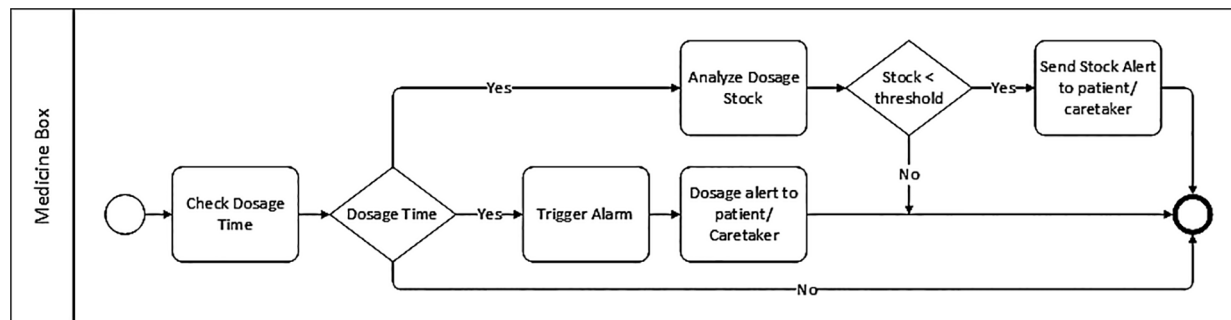 Medicine Box
Check Dosage
Time
Dosage Time
Yes
Analyze Dosage
Stock
Stock <
threshold
Yes
Send Stock Alert
to patient/
caretaker
No
Yes
Trigger Alarm
Dosage alert to
patient/
Caretaker
No